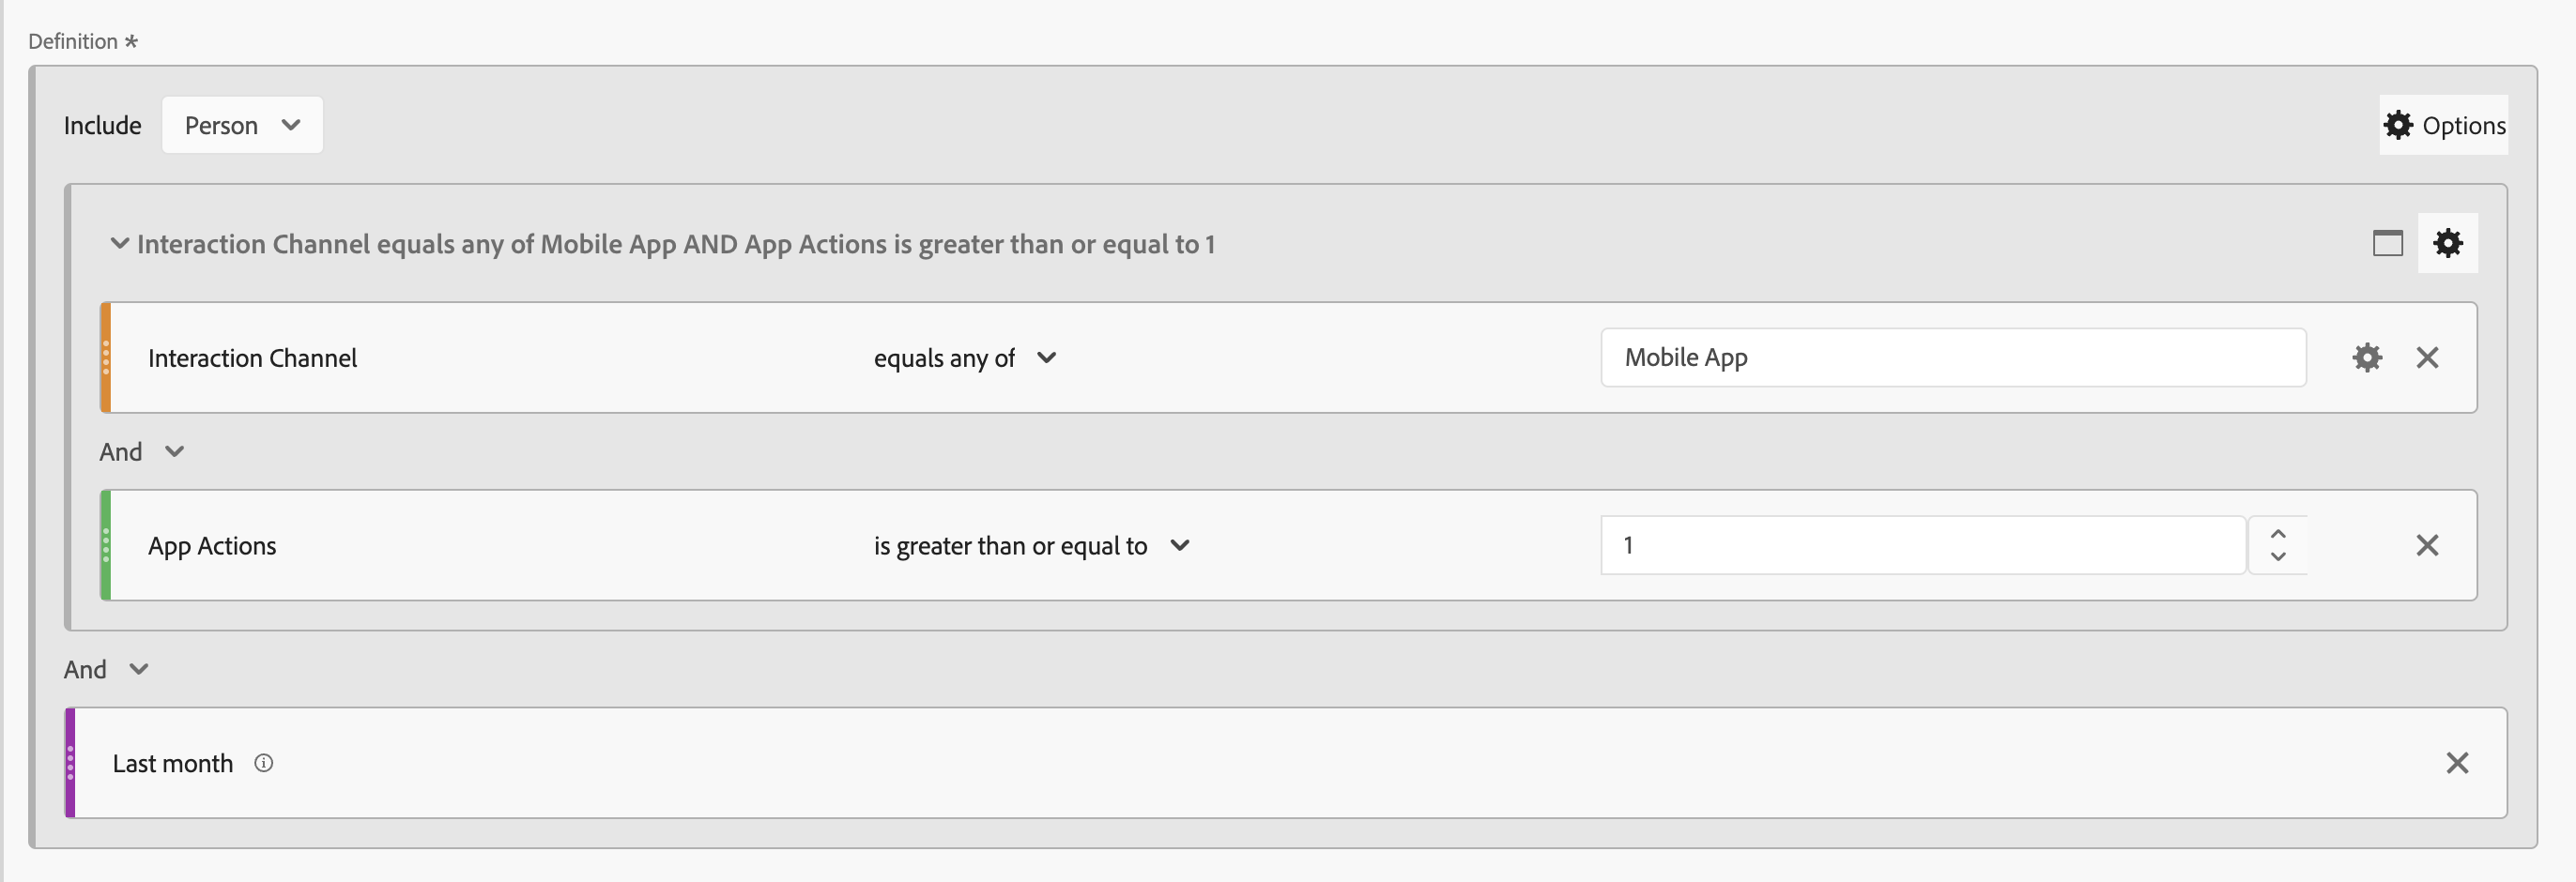 Definition *
Include Person Options
Interaction Channel equals any of Mobile App AND App Actions is greater than or equal to 1
Interaction Channel equals any of Mobile App
And
App Actions is greater than or equal to 1
And
Last month